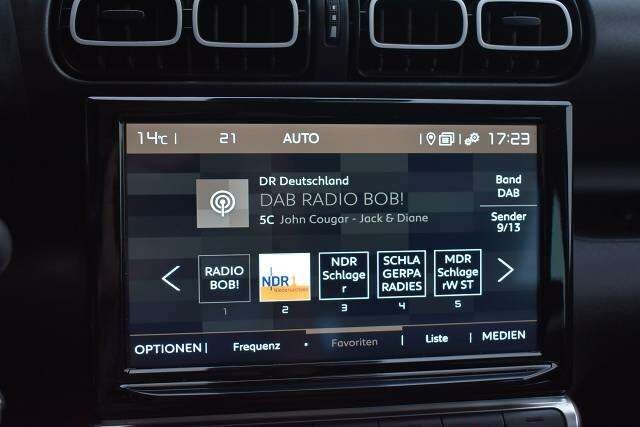 14°C | 21 AUTO | | 17:23
DR Deutschland
DAB RADIO BOB!
5C John Cougar - Jack & Diane
Band
DAB
Sender
9/13
RADIO
BOB!
1
NDR1
2
NDR
Schlage
r
3
SCHLA
GERPA
RADIES
4
MDR
Schlage
rW ST
5
OPTIONEN | Frequenz • Favoriten | Liste | MEDIEN